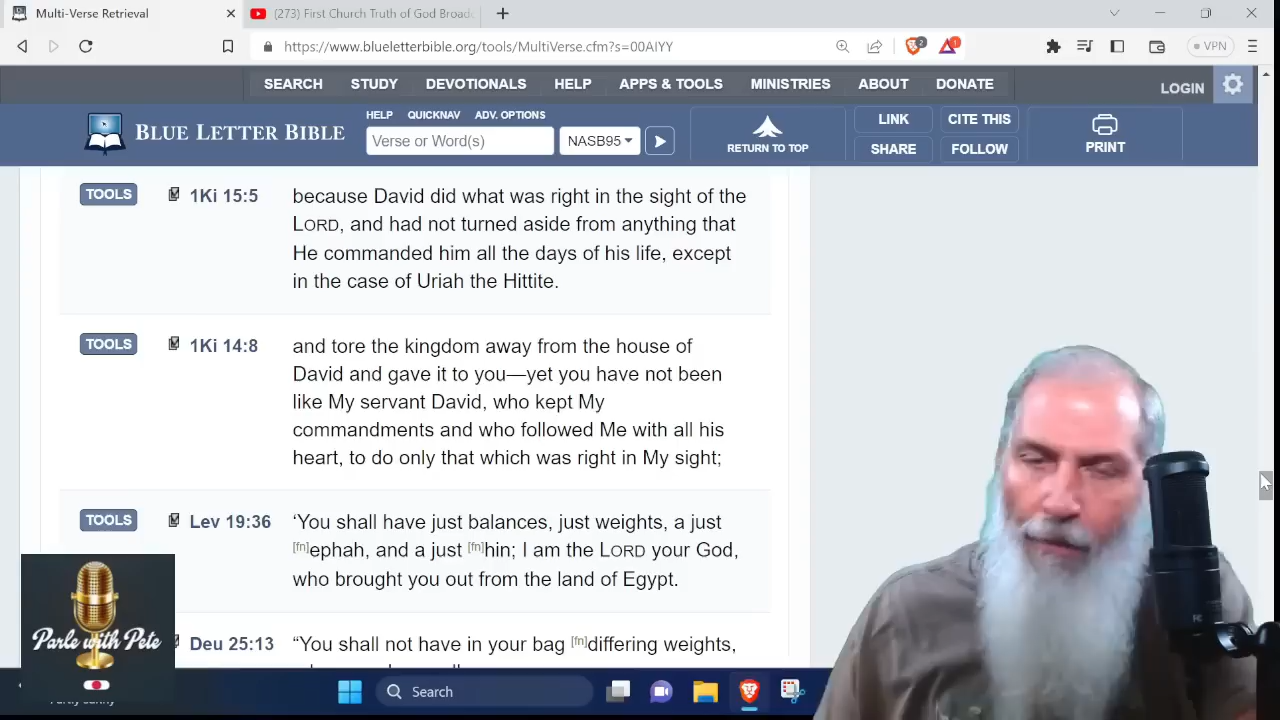 Multi-Verse Retrieval
(273) First Church Truth of God Broad
https://www.blueletterbible.org/tools/MultiVerse.cfm?s=00AIYY
2
1
VPN
SEARCH STUDY DEVOTIONALS HELP APPS & TOOLS MINISTRIES ABOUT DONATE
LOGIN
BLUE LETTER BIBLE
HELP QUICKNAV ADV. OPTIONS
Verse or Word(s)
NASB95
RETURN TO TOP
LINK
CITE THIS
SHARE
FOLLOW
PRINT
TOOLS 1Ki 15:5 because David did what was right in the sight of the
LORD, and had not turned aside from anything that
He commanded him all the days of his life, except
in the case of Uriah the Hittite.
TOOLS 1Ki 14:8 and tore the kingdom away from the house of
David and gave it to you—yet you have not been
like My servant David, who kept My
commandments and who followed Me with all his
heart, to do only that which was right in My sight;
TOOLS Lev 19:36 ‘You shall have just balances, just weights, a just
[fn]ephah, and a just [fn]hin; I am the LORD your God,
who brought you out from the land of Egypt.
Deu 25:13 “You shall not have in your bag [fn]differing weights,
Parle with Pete
Search